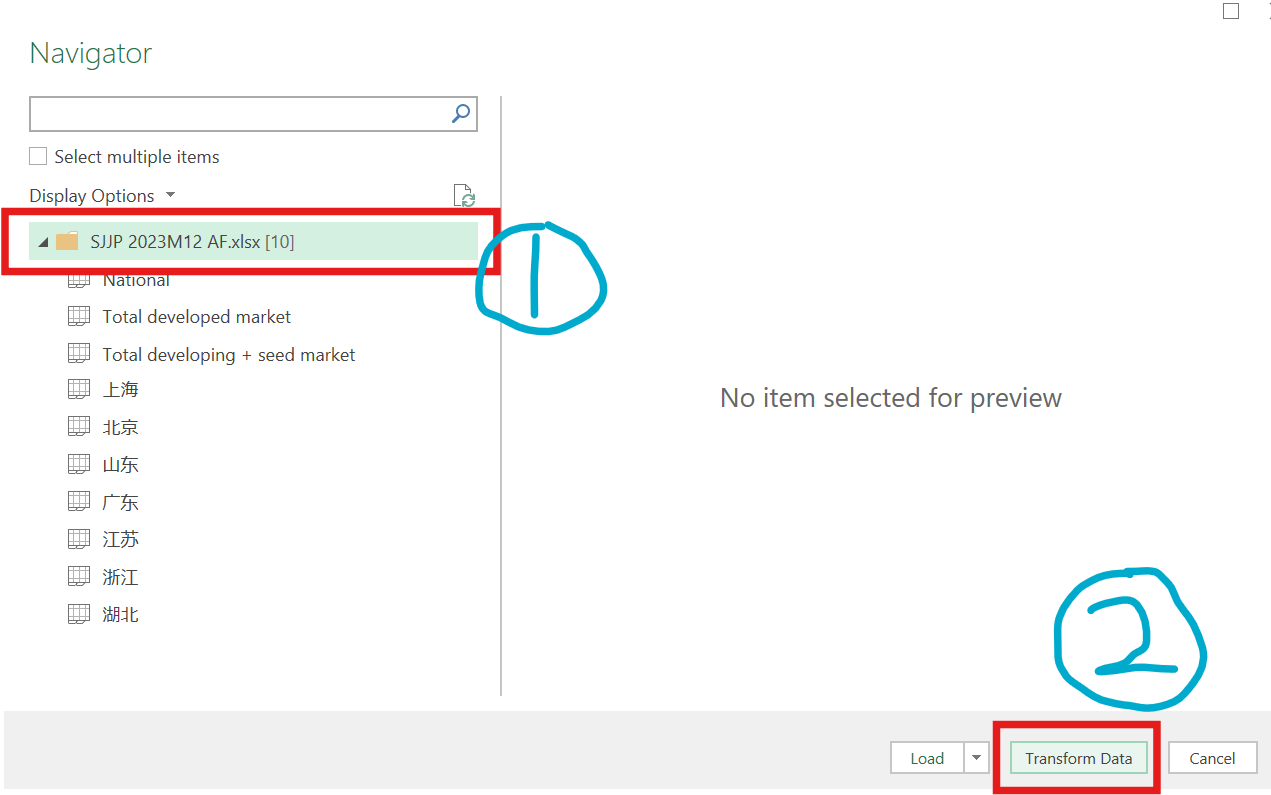 Navigator
Select multiple items
Display Options
SJJP 2023M12 AF.xlsx [10]
1
National
Total developed market
Total developing + seed market
上海
No item selected for preview
北京
山东
广东
江苏
浙江
湖北
2
Load
Transform Data
Cancel